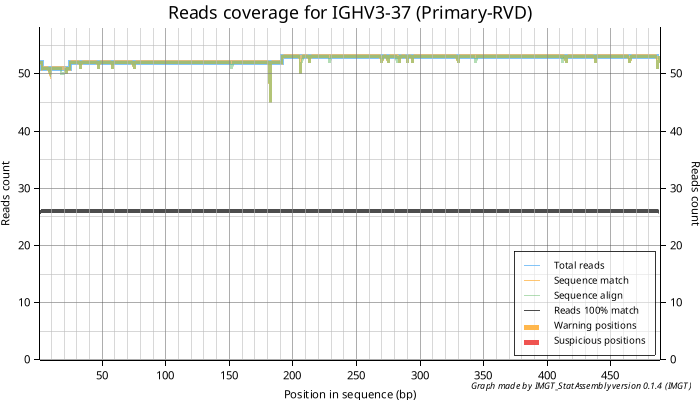 Reads coverage for IGHV3-37 (Primary-RVD)
50
40
30
20
10
0
50
40
30
20
10
0
Reads count
Reads count
Total reads
Sequence match
Sequence align
Reads 100% match
Warning positions
Suspicious positions
50 100 150 200 250 300 350 400 450
Position in sequence (bp)
Graph made by IMGT_StatAssembly version 0.1.4 (IMGT)